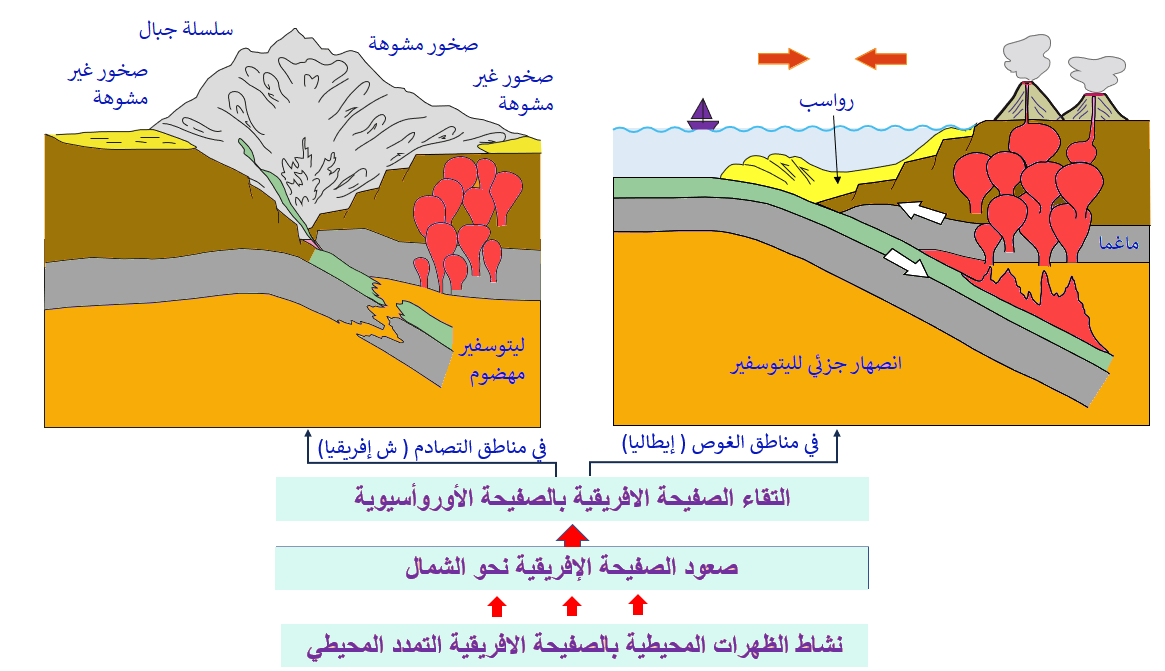 سلسلة جبال
صخور مشوهة
صخور غير
مشوهة
صخور غير
مشوهة
ليتوسفير
مهضوم
رواسب
ماغما
انصهار جزئي لليتوسفير
في مناطق الغوص ( إيطاليا)
في مناطق التصادم ( ش إفريقيا)
التقاء الصفيحة الافريقية بالصفيحة الأوروأسيوية
صعود الصفيحة الإفريقية نحو الشمال
نشاط الظهرات المحيطية بالصفيحة الافريقية التمدد المحيطي